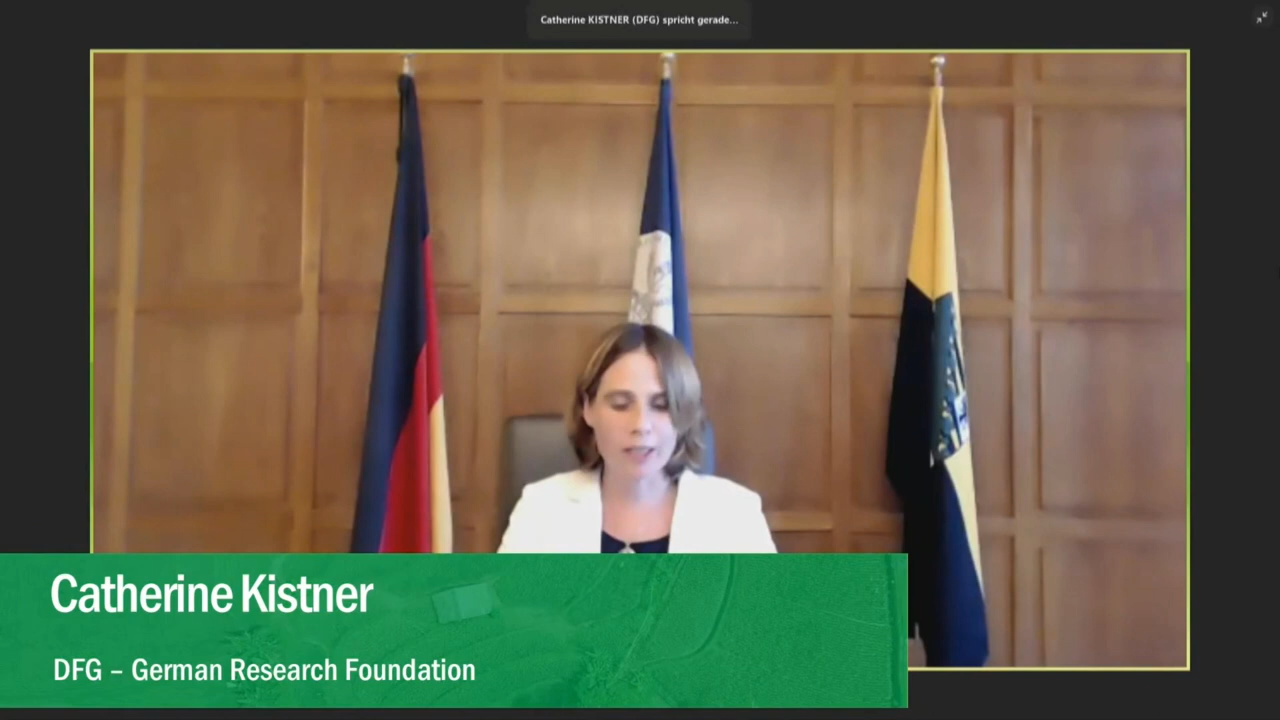 Catherine KISTNER (DFG) spricht gerade...
Catherine Kistner
DFG – German Research Foundation